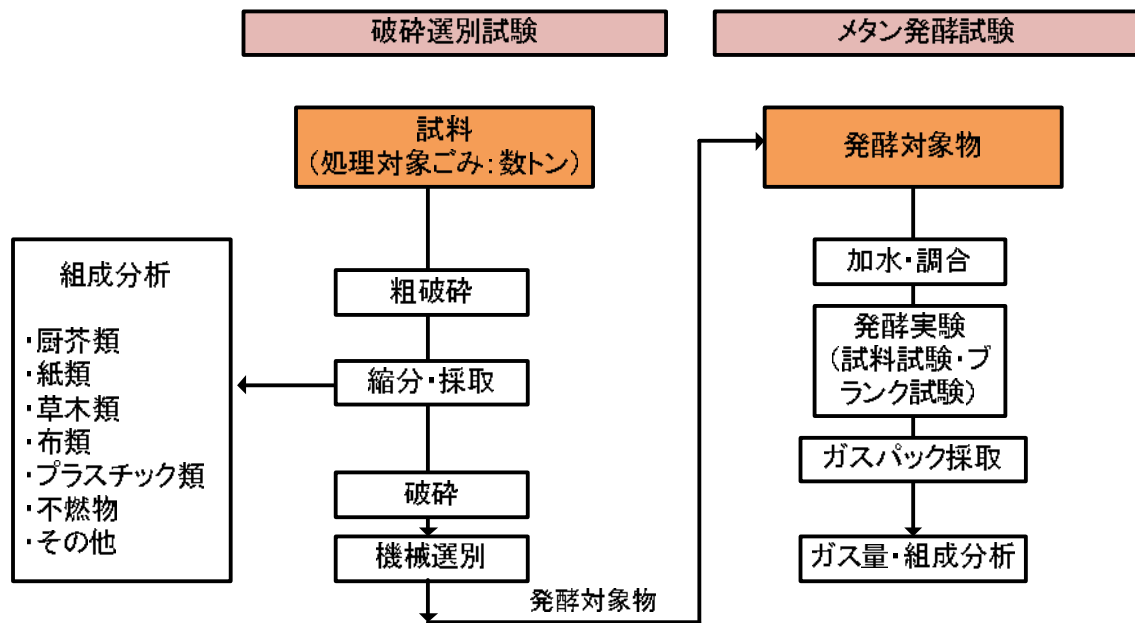 破砕選別試験
メタン発酵試験
試料
（処理対象ごみ：数トン）
発酵対象物
組成分析
・厨芥類
・紙類
・草木類
・布類
・プラスチック類
・不燃物
・その他
粗破砕
縮分・採取
破砕
機械選別
発酵対象物
加水・調合
発酵実験
（試料試験・ブ
ランク試験）
ガスパック採取
ガス量・組成分析